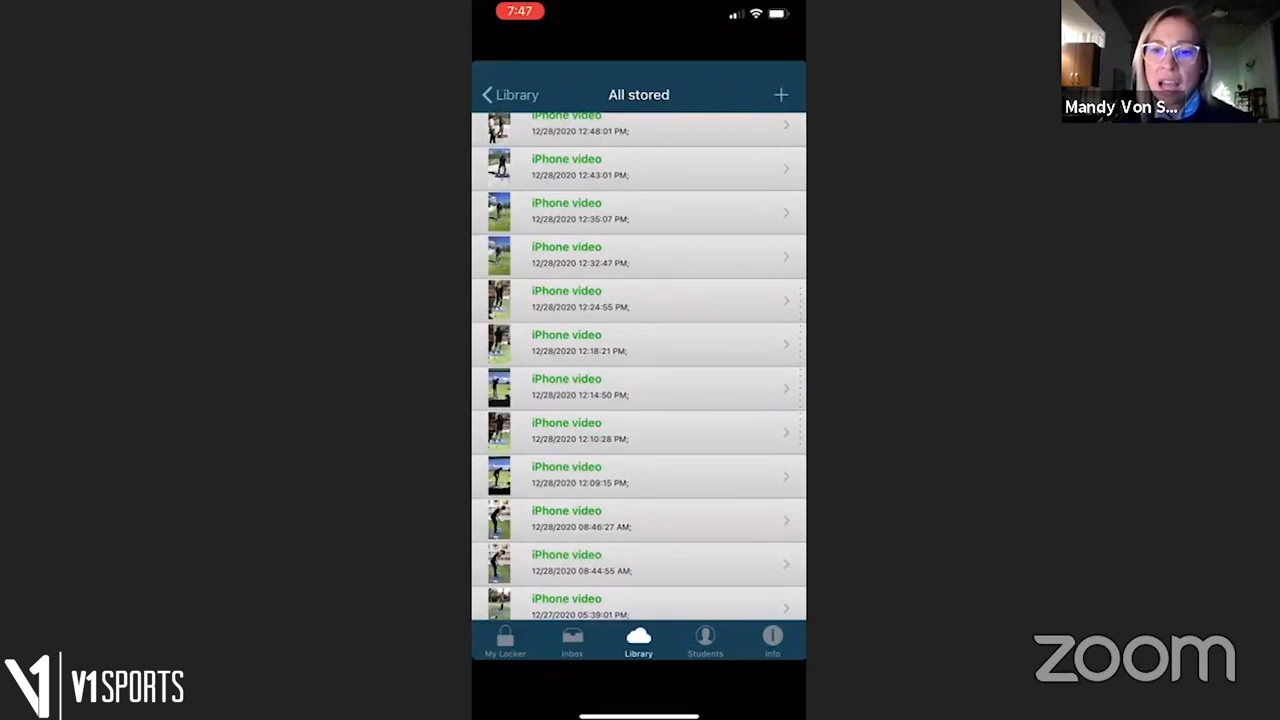 7:47
Library
All stored
+
iPhone video
12/28/2020 12:48:01 PM;
iPhone video
12/28/2020 12:43:01 PM;
iPhone video
12/28/2020 12:35:07 PM;
iPhone video
12/28/2020 12:32:47 PM;
iPhone video
12/28/2020 12:24:55 PM;
iPhone video
12/28/2020 12:18:21 PM;
iPhone video
12/28/2020 12:14:50 PM;
iPhone video
12/28/2020 12:10:28 PM;
iPhone video
12/28/2020 12:09:15 PM;
iPhone video
12/28/2020 08:46:27 AM;
iPhone video
12/28/2020 08:44:55 AM;
iPhone video
12/27/2020 05:39:01 PM;
My Locker
Inbox
Library
Students
Info
Mandy Von S...
V1 V1 SPORTS
zoom